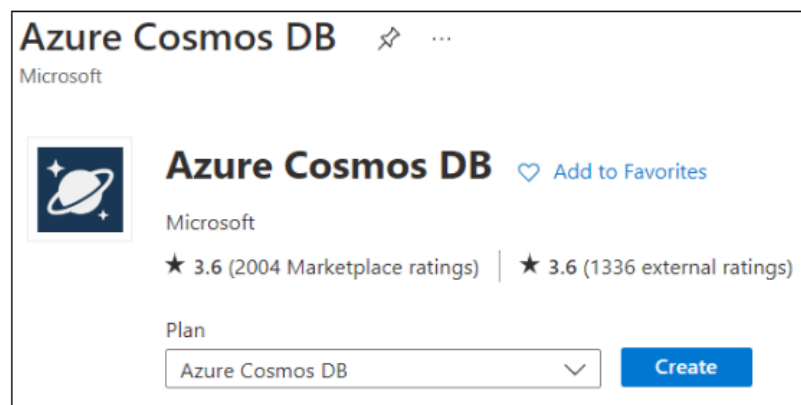 Azure Cosmos DB ...
Microsoft
Azure Cosmos DB
Add to Favorites
Microsoft
★ 3.6 (2004 Marketplace ratings) | ★ 3.6 (1336 external ratings)
Plan
Azure Cosmos DB
Create